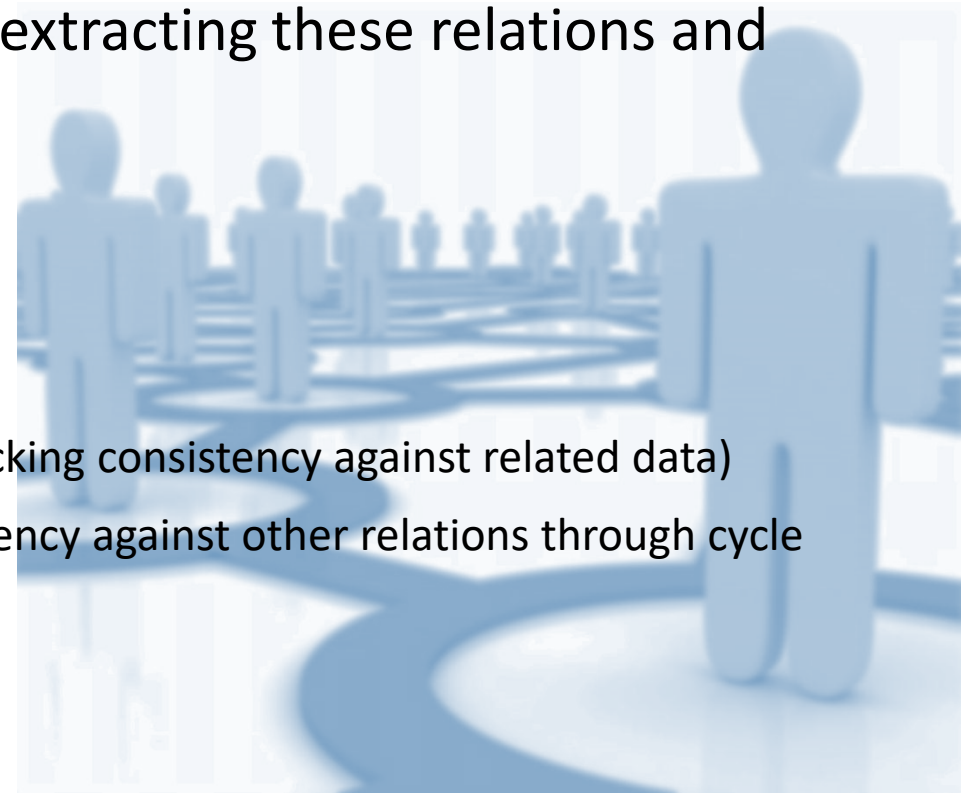 extracting these relations and
cking consistency against related data)
ency against other relations through cycle